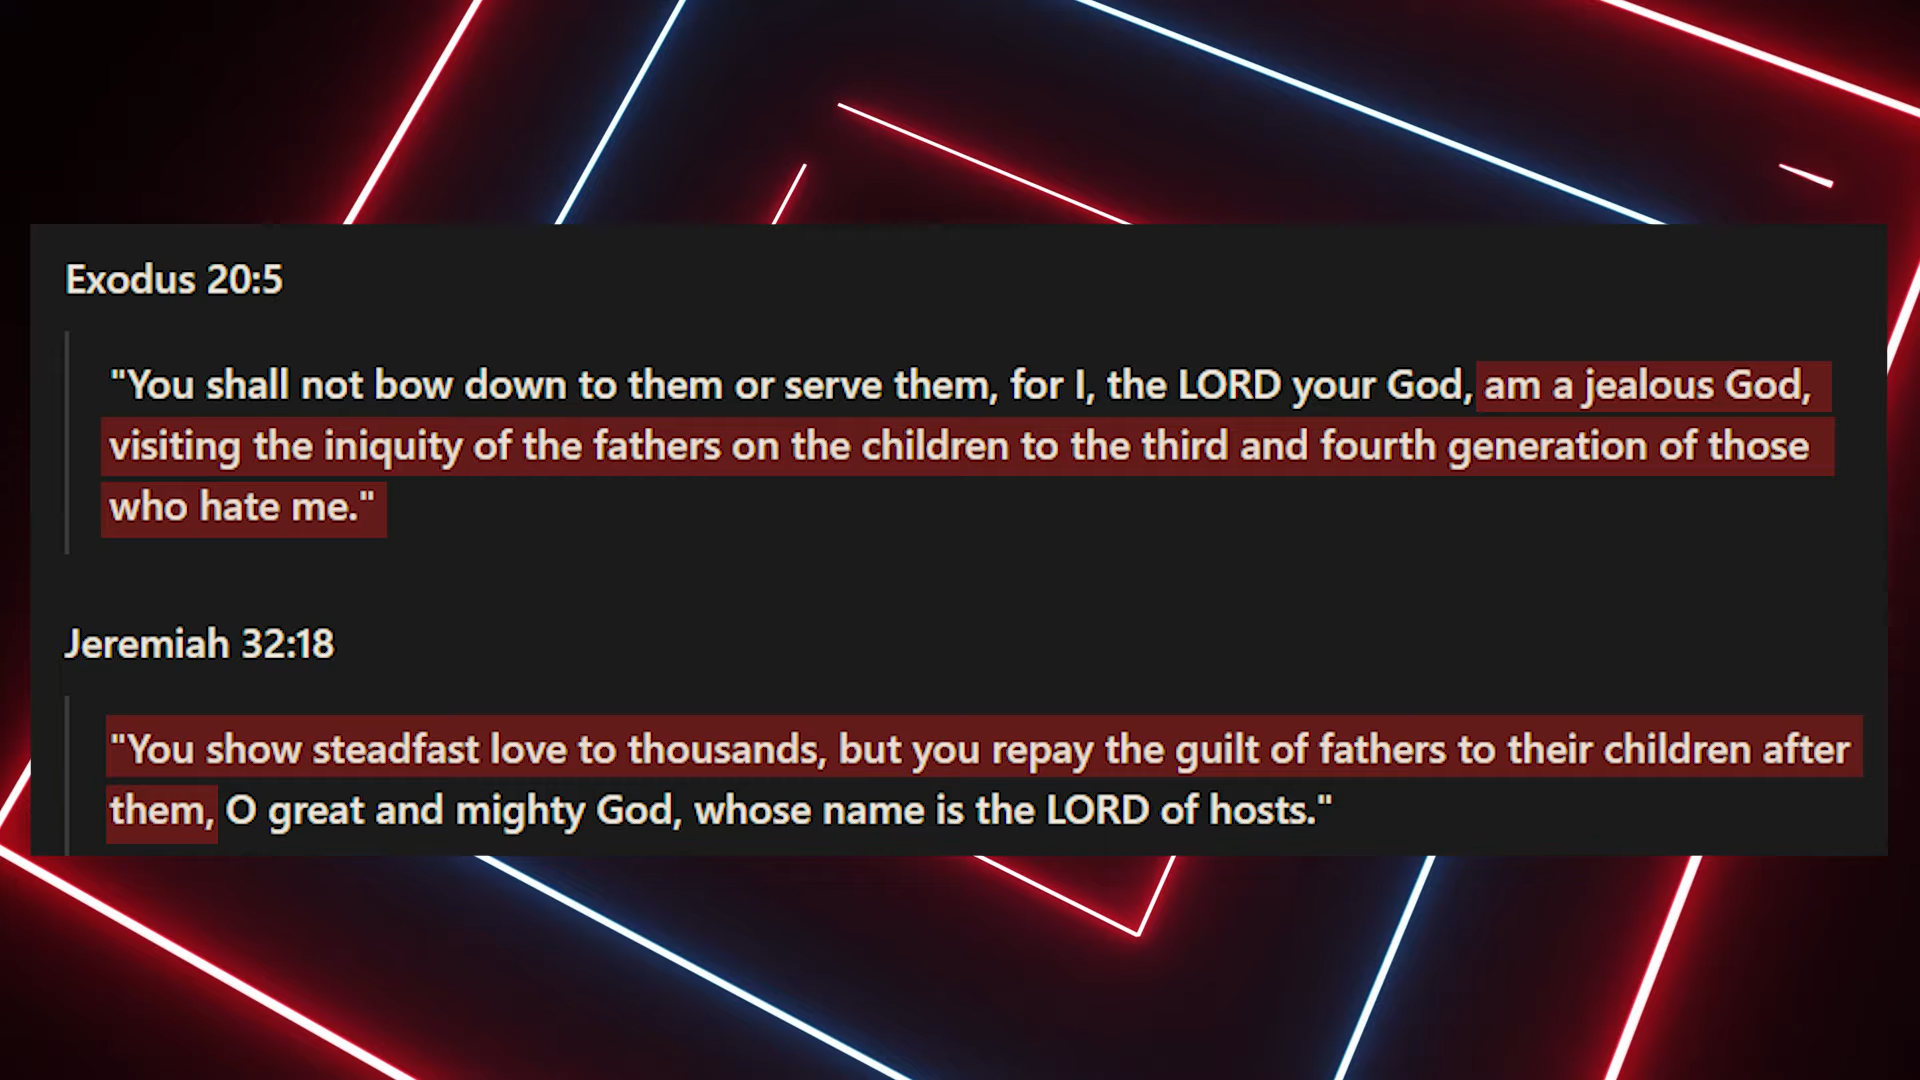 Exodus 20:5
"You shall not bow down to them or serve them, for I, the LORD your God, am a jealous God,
visiting the iniquity of the fathers on the children to the third and fourth generation of those
who hate me."
Jeremiah 32:18
"You show steadfast love to thousands, but you repay the guilt of fathers to their children after
them, O great and mighty God, whose name is the LORD of hosts."